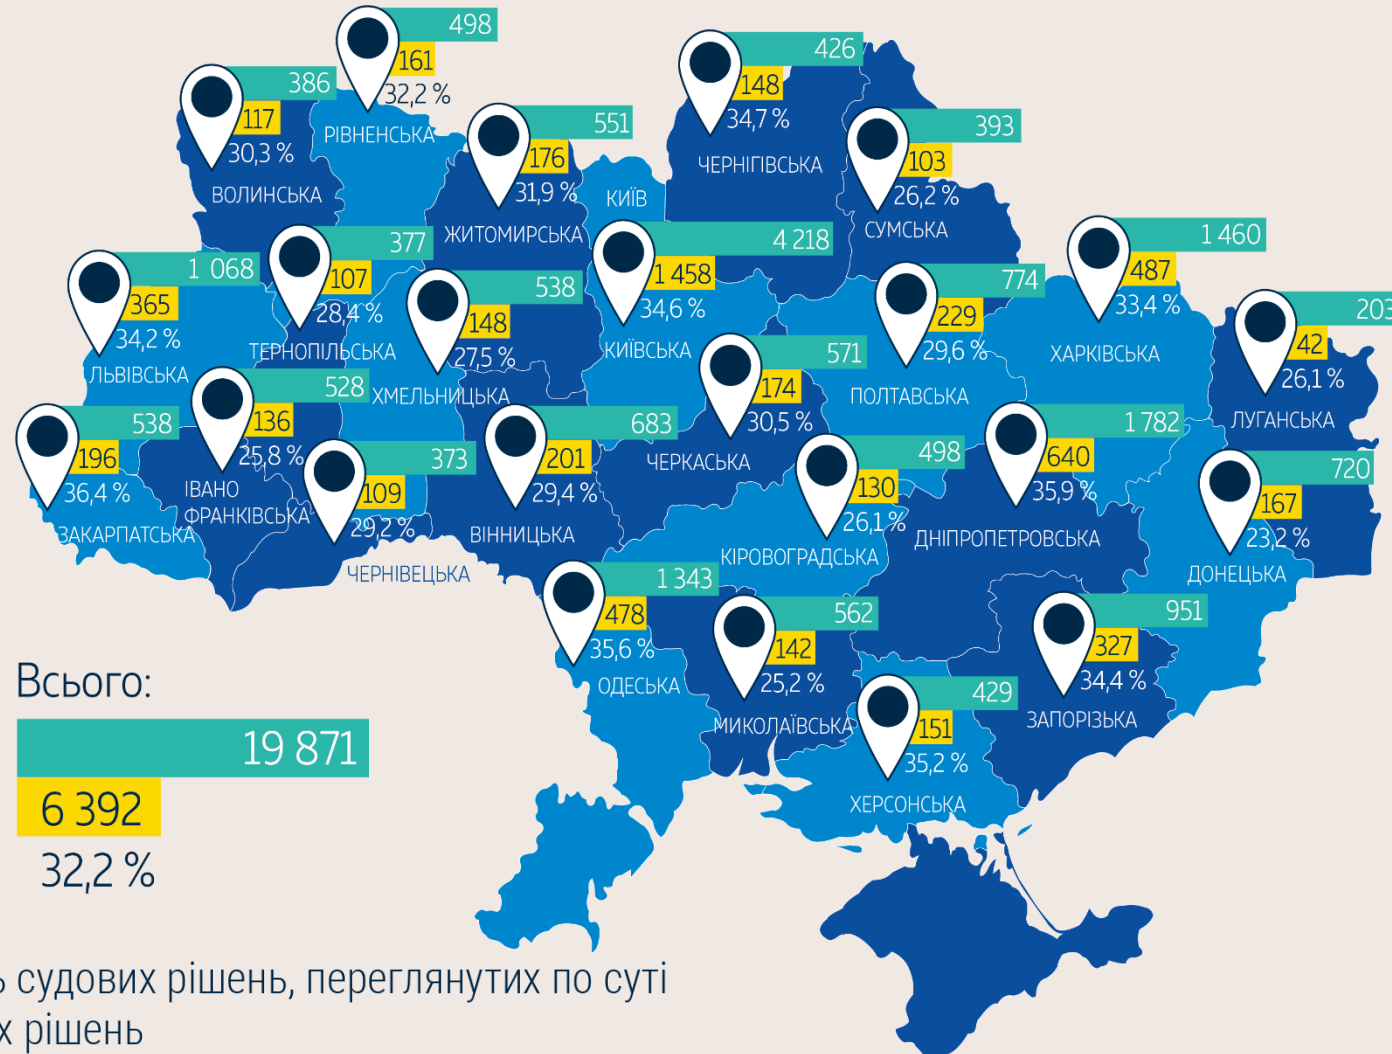 498
161
32,2 %
РІВНЕНСЬКА
386
117
30,3 %
ВОЛИНСЬКА
551
176
31,9 %
ЖИТОМИРСЬКА
КИЇВ
426
148
34,7 %
ЧЕРНІГІВСЬКА
393
103
26,2 %
СУМСЬКА
1 068
365
34,2 %
ЛЬВІВСЬКА
377
107
28,4 %
ТЕРНОПІЛЬСЬКА
538
148
27,5 %
ХМЕЛЬНИЦЬКА
4 218
1 458
34,6 %
КИЇВСЬКА
774
229
29,6 %
ПОЛТАВСЬКА
1 460
487
33,4 %
ХАРКІВСЬКА
203
42
26,1 %
ЛУГАНСЬКА
538
196
36,4 %
ЗАКАРПАТСЬКА
528
136
25,8 %
ІВАНО
ФРАНКІВСЬКА
373
109
29,2 %
ЧЕРНІВЕЦЬКА
683
201
29,4 %
ВІННИЦЬКА
571
174
30,5 %
ЧЕРКАСЬКА
498
130
26,1 %
КІРОВОГРАДСЬКА
1 782
640
35,9 %
ДНІПРОПЕТРОВСЬКА
720
167
23,2 %
ДОНЕЦЬКА
1 343
478
35,6 %
ОДЕСЬКА
562
142
25,2 %
МИКОЛАЇВСЬКА
429
151
35,2 %
ХЕРСОНСЬКА
951
327
34,4 %
ЗАПОРІЗЬКА
Всього:
19 871
6 392
32,2 %
ь судових рішень, переглянутих по суті
х рішень